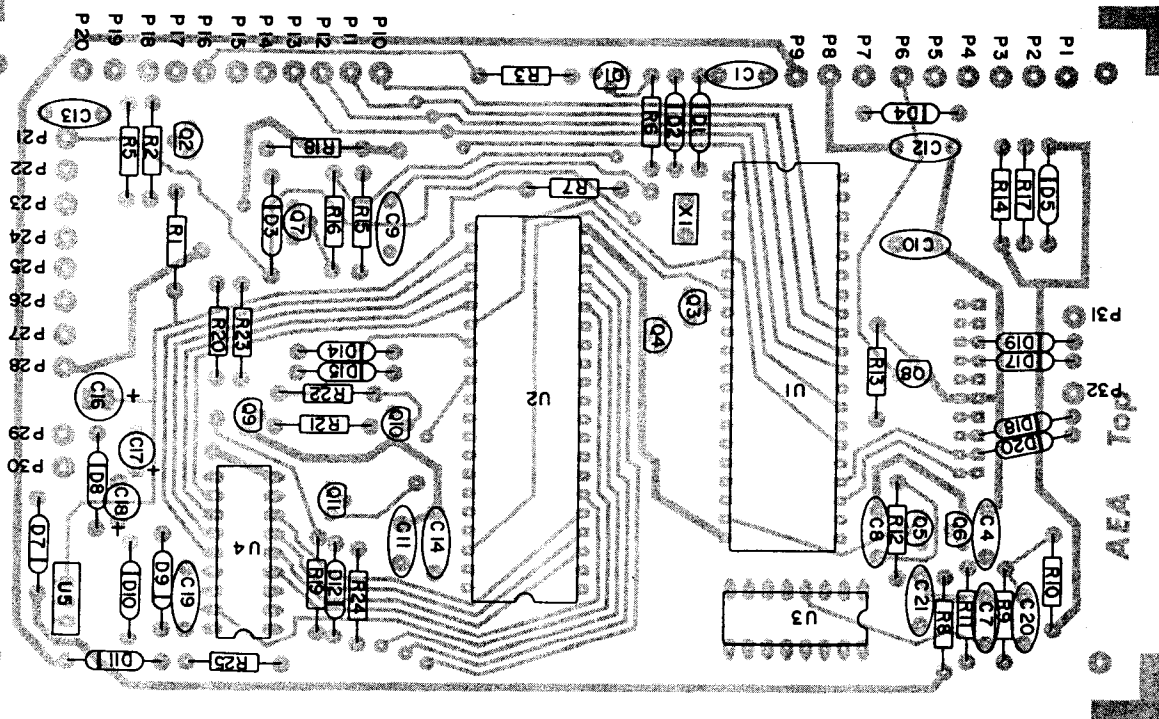 P20 P19 P18 P17 P16 P15 P14 P13 P12 P11 P10
P9 P8 P7 P6 P5 P4 P3 P2 P1
R3
Q1
C1
C13
D4
R6 D2 D1
P21
R5 R2 Q2
R18
C12
P22
R7
R14 R17 D5
P23
R1
D3 Q7 R16 R15 C9
X1
P24
C10
P25
P26
Q3
P31
P27
R20 R23
Q4
D19
D17
P28
D14
D15
R13
Q8
C16 +
R22
U2
U1
P32
Q9
R21
Q10
P29
D18
D20
AEA Top
C17 +
P30
D8
C18 +
Q11
D7
U4
C11 C14
C8 R12 Q5 Q6 C4
U5
D10 D9 C19
R19 D12 R24
U3
C21 R8 R11 C7 R9 C20 R10
D11
R25